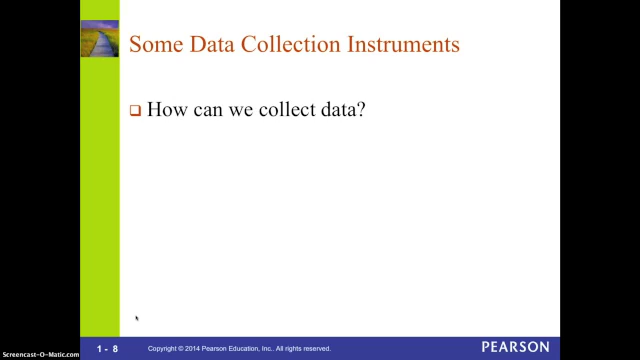 Some Data Collection Instruments
How can we collect data?
1 - 8
Copyright © 2014 Pearson Education, Inc.. All rights reserved.
PEARSON
Screencast-O-Matic.com